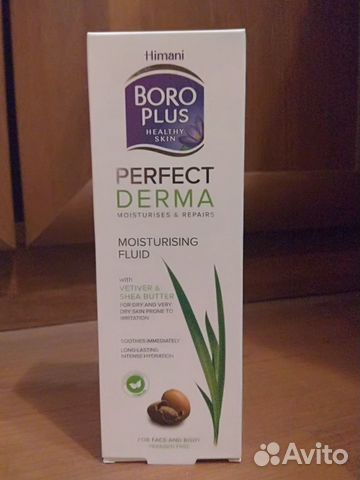 Himani
BORO
PLUS
HEALTHY
SKIN
PERFECT
DERMA
MOISTURISES & REPAIRS
MOISTURISING
FLUID
with
VETIVER &
SHEA BUTTER
FOR DRY AND VERY
DRY SKIN PRONE TO
IRRITATION
SOOTHES IMMEDIATELY
LONG-LASTING
INTENSE HYDRATION
FOR FACE AND BODY
PARABEN FREE
Avito